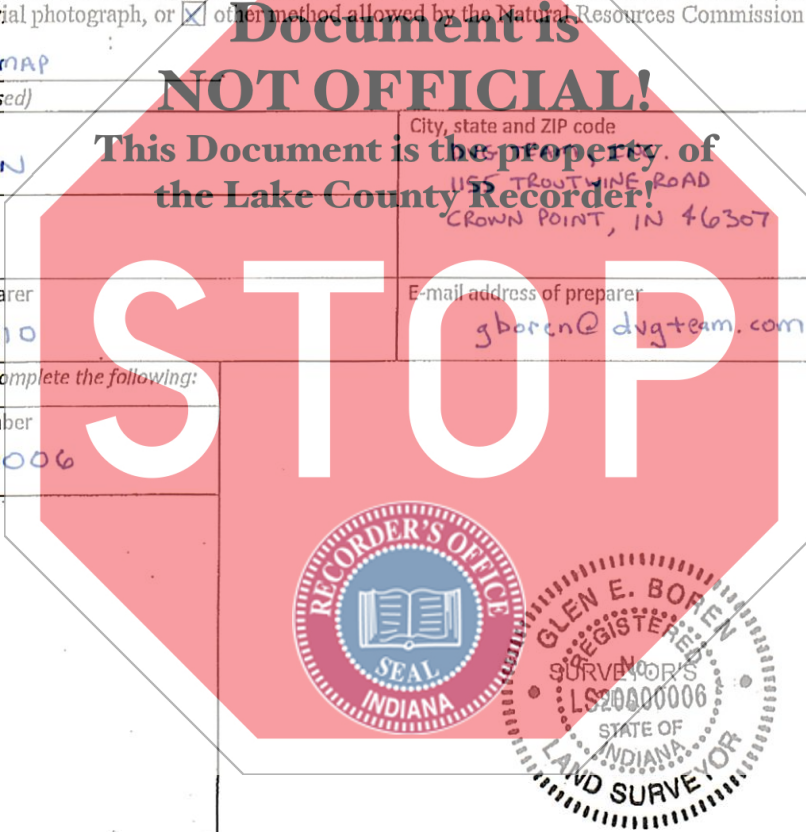 ial photograph, or ☒ other method allowed by the Natural Resources Commission
Document is
MAP
NOT OFFICIAL!
sed)
City, state and ZIP code
This Document is the property of
DVG TEAM, INC.
N
1155 TROUTWINE ROAD
the Lake County Recorder!
CROWN POINT, IN 46307
arer
E-mail address of preparer
10
gboren@dvgteam.com
STOP
omplete the following:
ber
006
RECORDER'S OFFICE
SEAL
INDIANA
GLEN E. BOREN
REGISTERED
No.
SURVEYOR'S
STATE OF
INDIANA
LAND SURVEYOR